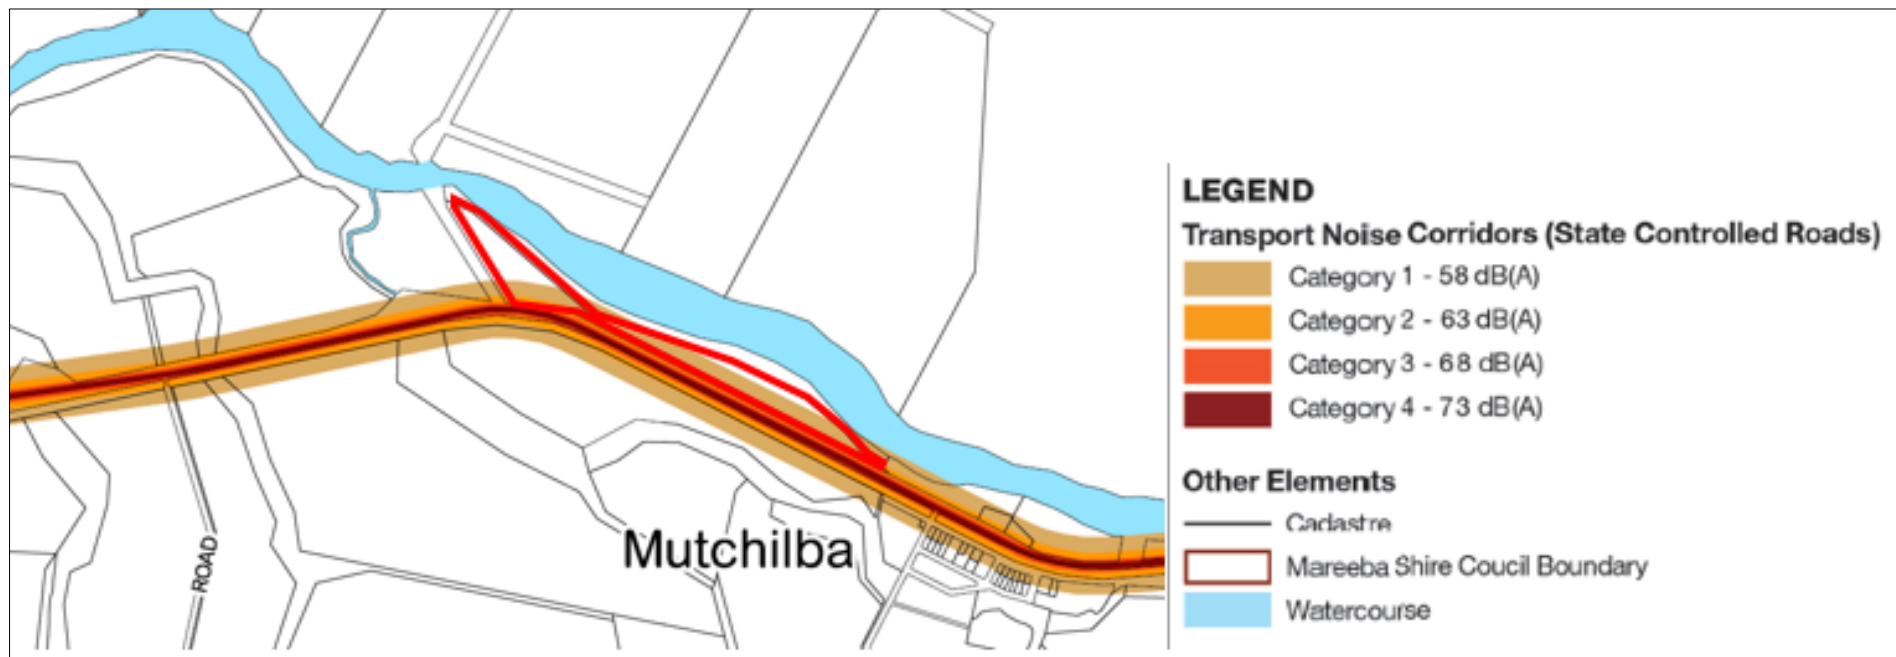 Mutchilba
ROAD
LEGEND
Transport Noise Corridors (State Controlled Roads)
Category 1 - 58 dB(A)
Category 2 - 63 dB(A)
Category 3 - 68 dB(A)
Category 4 - 73 dB(A)
Other Elements
Cadastre
Mareeba Shire Coucil Boundary
Watercourse